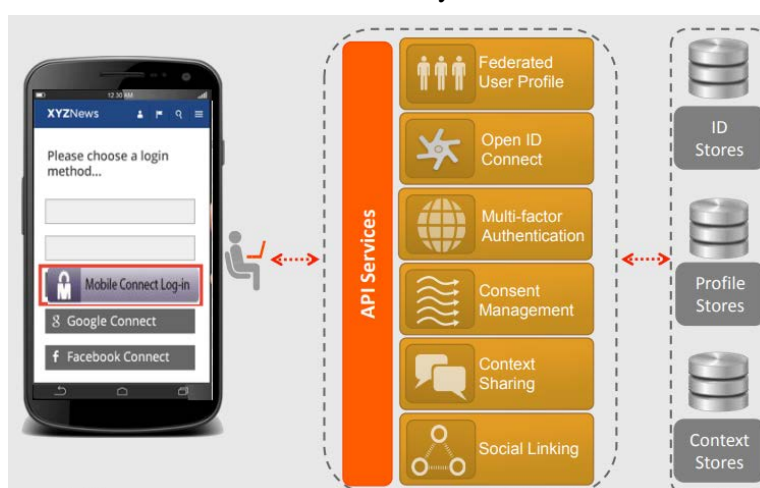 12:30 AM
XYZNews
Please choose a login
method...
Mobile Connect Log-in
8 Google Connect
f Facebook Connect
API Services
Federated
User Profile
Open ID
Connect
Multi-factor
Authentication
Consent
Management
Context
Sharing
Social Linking
ID
Stores
Profile
Stores
Context
Stores